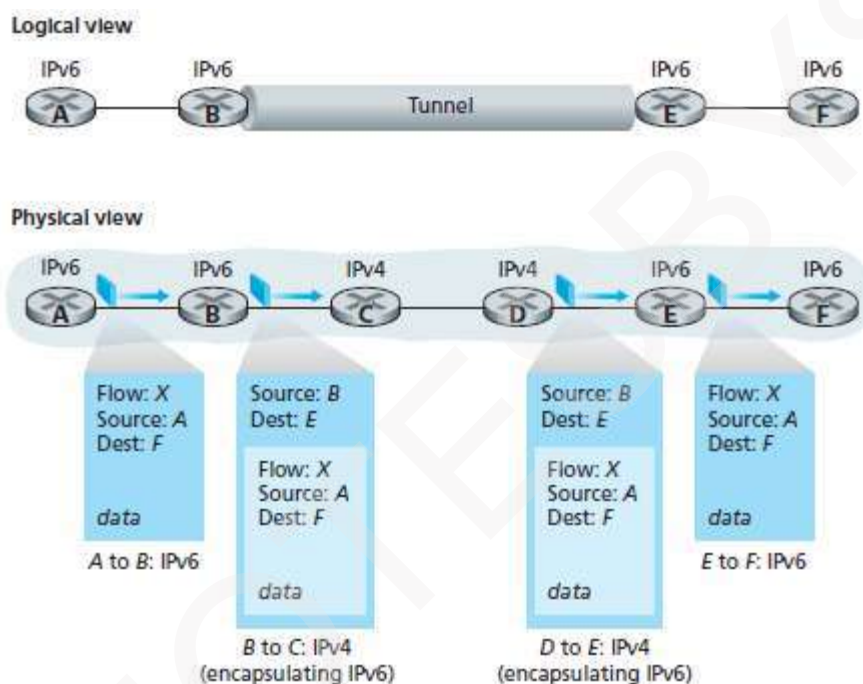 Logical view
IPv6 IPv6 IPv6 IPv6
A B Tunnel E F
Physical view
IPv6 IPv6 IPv4 IPv4 IPv6 IPv6
A B C D E F
Flow: X
Source: A
Dest: F
data
A to B: IPv6
Source: B
Dest: E
Flow: X
Source: A
Dest: F
data
B to C: IPv4
(encapsulating IPv6)
Source: B
Dest: E
Flow: X
Source: A
Dest: F
data
D to E: IPv4
(encapsulating IPv6)
Flow: X
Source: A
Dest: F
data
E to F: IPv6